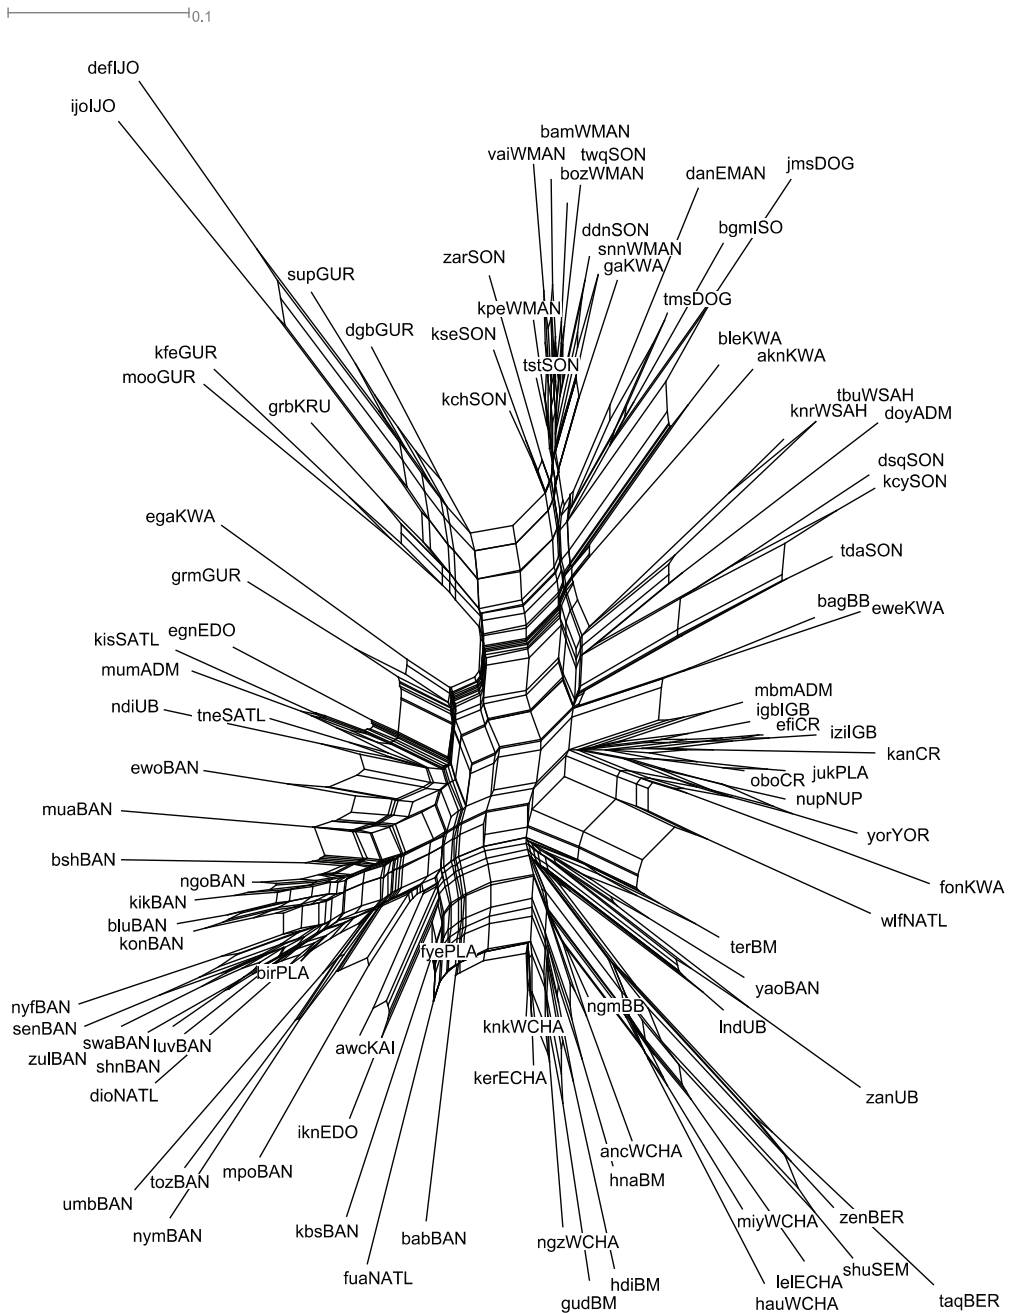 0.1
defIJO
ijoIJO
bamWMAN
vaiWMAN twqSON
bozWMAN
jmsDOG
danEMAN
bgmISO
ddnSON
snnWMAN
gaKWA
zarSON
supGUR
kpeWMAN
tmsDOG
dgbGUR
kseSON
bleKWA
aknKWA
kfeGUR
mooGUR
tstSON
grbKRU
kchSON
tbuWSAH
knrWSAH
doyADM
dsqSON
kcySON
egaKWA
tdaSON
grmGUR
bagBB eweKWA
kisSATL egnEDO
mumADM
mbmADM
igbIGB
efiCR iziIGB
ndiUB tneSATL
kanCR
ewoBAN
oboCR jukPLA
nupNUP
muaBAN
yorYOR
bshBAN
ngoBAN
fonKWA
kikBAN
wlfNATL
bluBAN
konBAN
terBM
fyePLA
birPLA
yaoBAN
nyfBAN
senBAN
swaBAN luvBAN
zulBAN
shnBAN
dioNATL
awcKAI
knkWCHA
ngmBB
lndUB
kerECHA
zanUB
iknEDO
mpoBAN
tozBAN
umbBAN
nymBAN
ancWCHA
hnaBM
kbsBAN
babBAN
ngzWCHA
miyWCHA
zenBER
fuaNATL
hdiBM
gudBM
lelECHA
shuSEM
hauWCHA
taqBER